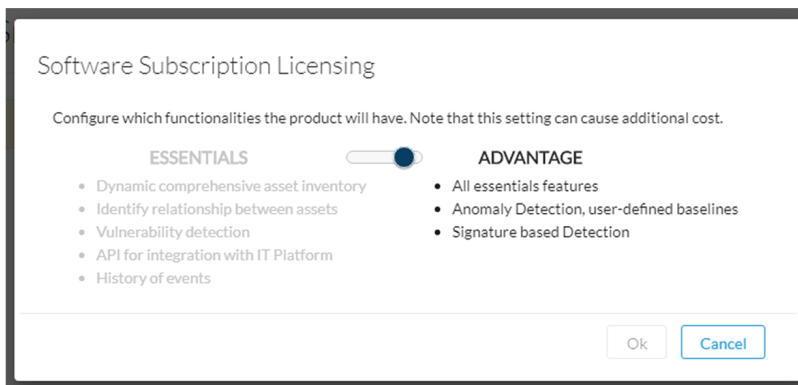 Software Subscription Licensing
Configure which functionalities the product will have. Note that this setting can cause additional cost.
ESSENTIALS
• Dynamic comprehensive asset inventory
• Identify relationship between assets
• Vulnerability detection
• API for integration with IT Platform
• History of events
ADVANTAGE
• All essentials features
• Anomaly Detection, user-defined baselines
• Signature based Detection
Ok
Cancel